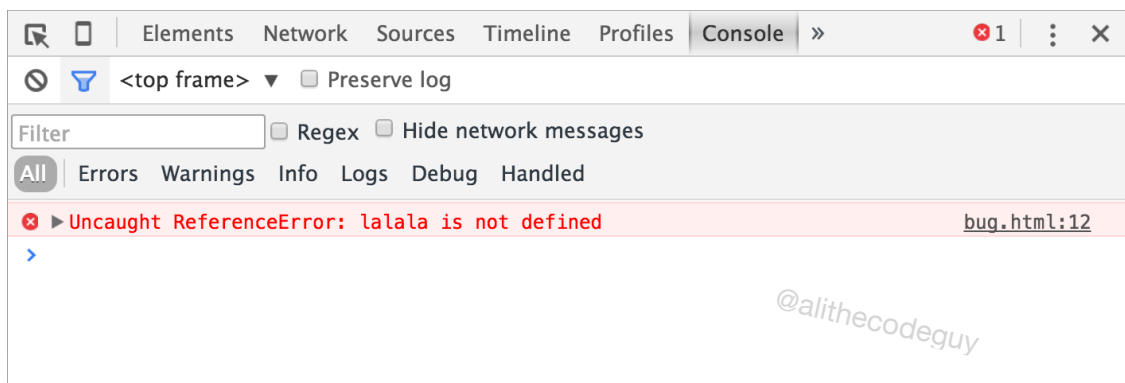 Elements Network Sources Timeline Profiles Console » 1
<top frame> ▼ Preserve log
Filter Regex Hide network messages
All Errors Warnings Info Logs Debug Handled
Uncaught ReferenceError: lalala is not defined bug.html:12
>
@alithecodeguy